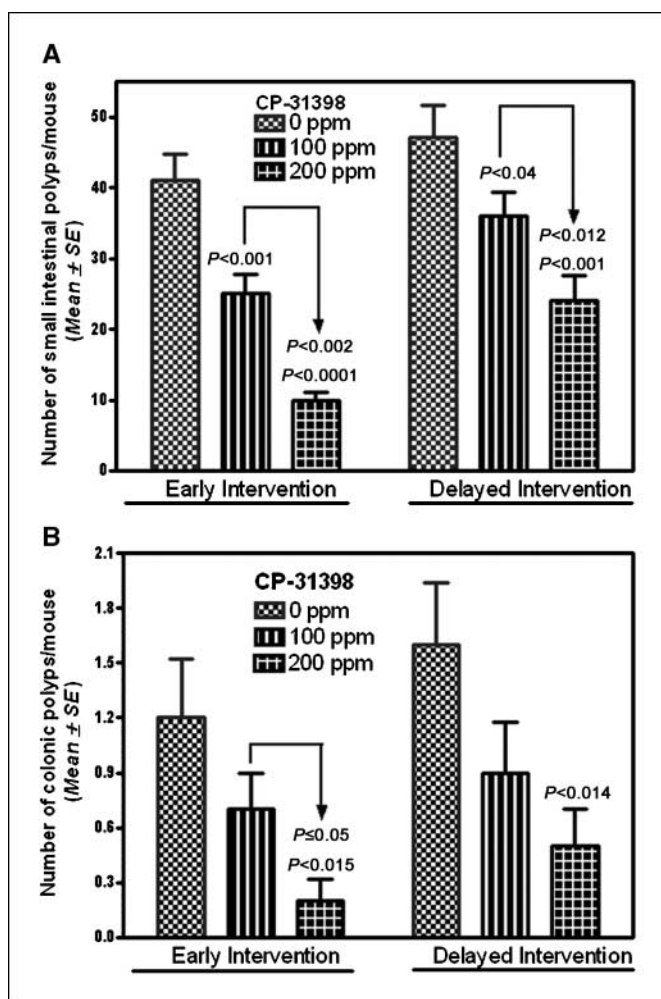 A
Number of small intestinal polyps/mouse
(Mean ± SE)
50
40
30
20
10
0
CP-31398
0 ppm
100 ppm
200 ppm
P<0.001
P<0.002
P<0.0001
P<0.04
P<0.012
P<0.001
Early Intervention
Delayed Intervention
B
Number of colonic polyps/mouse
(Mean ± SE)
2.1
1.8
1.5
1.2
0.9
0.6
0.3
0.0
CP-31398
0 ppm
100 ppm
200 ppm
P≤0.05
P<0.015
P<0.014
Early Intervention
Delayed Intervention